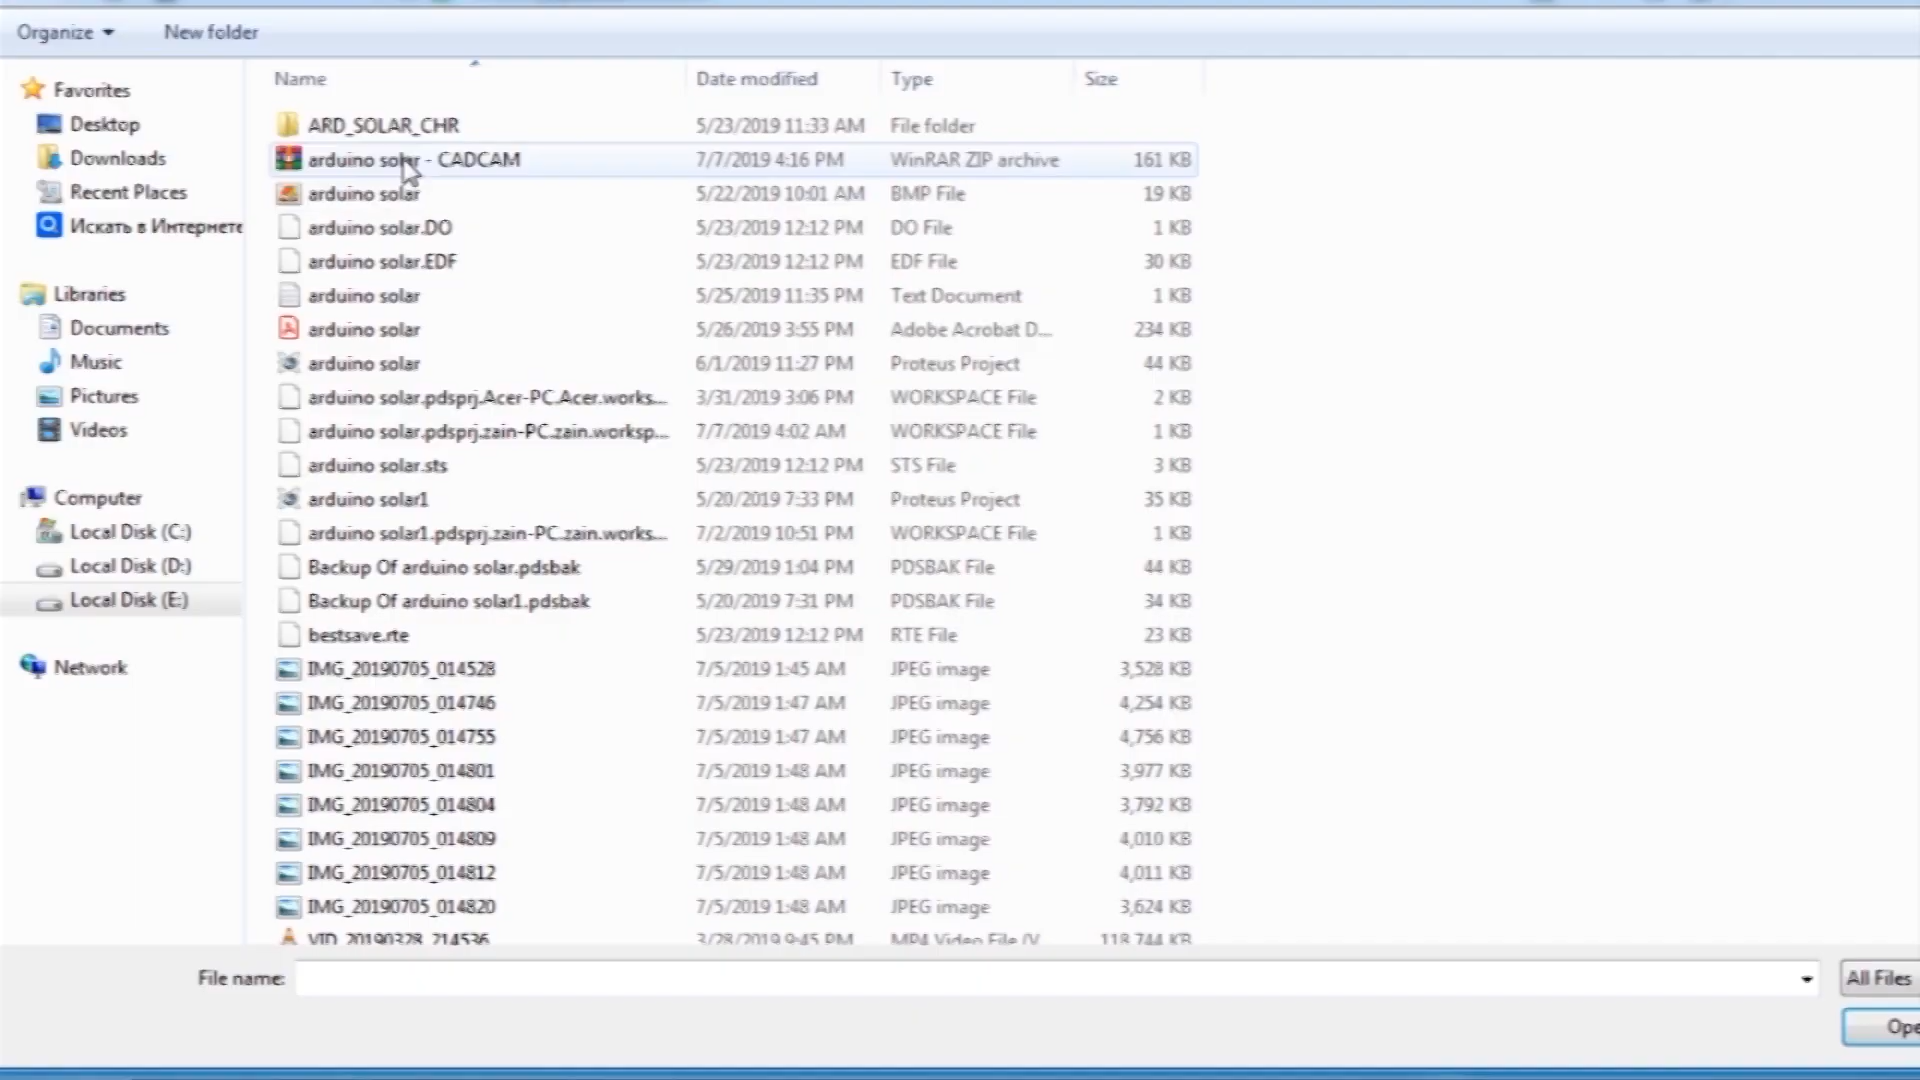 Organize New folder
Name Date modified Type Size
Favorites
Desktop
Downloads
Recent Places
Искать в Интернете
Libraries
Documents
Music
Pictures
Videos
Computer
Local Disk (C:)
Local Disk (D:)
Local Disk (E:)
Network
ARD_SOLAR_CHR 5/23/2019 11:33 AM File folder
arduino solar - CADCAM 7/7/2019 4:16 PM WinRAR ZIP archive 161 KB
arduino solar 5/22/2019 10:01 AM BMP File 19 KB
arduino solar.DO 5/23/2019 12:12 PM DO File 1 KB
arduino solar.EDF 5/23/2019 12:12 PM EDF File 30 KB
arduino solar 5/25/2019 11:35 PM Text Document 1 KB
arduino solar 5/26/2019 3:55 PM Adobe Acrobat D... 234 KB
arduino solar 6/1/2019 11:27 PM Proteus Project 44 KB
arduino solar.pdsprj.Acer-PC.Acer.works... 3/31/2019 3:06 PM WORKSPACE File 2 KB
arduino solar.pdsprj.zain-PC.zain.worksp... 7/7/2019 4:02 AM WORKSPACE File 1 KB
arduino solar.sts 5/23/2019 12:12 PM STS File 3 KB
arduino solar1 5/20/2019 7:33 PM Proteus Project 35 KB
arduino solar1.pdsprj.zain-PC.zain.works... 7/2/2019 10:51 PM WORKSPACE File 1 KB
Backup Of arduino solar.pdsbak 5/29/2019 1:04 PM PDSBAK File 44 KB
Backup Of arduino solar1.pdsbak 5/20/2019 7:31 PM PDSBAK File 34 KB
bestsave.rte 5/23/2019 12:12 PM RTE File 23 KB
IMG_20190705_014528 7/5/2019 1:45 AM JPEG image 3,528 KB
IMG_20190705_014746 7/5/2019 1:47 AM JPEG image 4,254 KB
IMG_20190705_014755 7/5/2019 1:47 AM JPEG image 4,756 KB
IMG_20190705_014801 7/5/2019 1:48 AM JPEG image 3,977 KB
IMG_20190705_014804 7/5/2019 1:48 AM JPEG image 3,792 KB
IMG_20190705_014809 7/5/2019 1:48 AM JPEG image 4,010 KB
IMG_20190705_014812 7/5/2019 1:48 AM JPEG image 4,011 KB
IMG_20190705_014820 7/5/2019 1:48 AM JPEG image 3,624 KB
VID_20190328_214536 3/28/2019 9:45 PM MP4 Video File (V 118,744 KB
File name: All Files
Ope